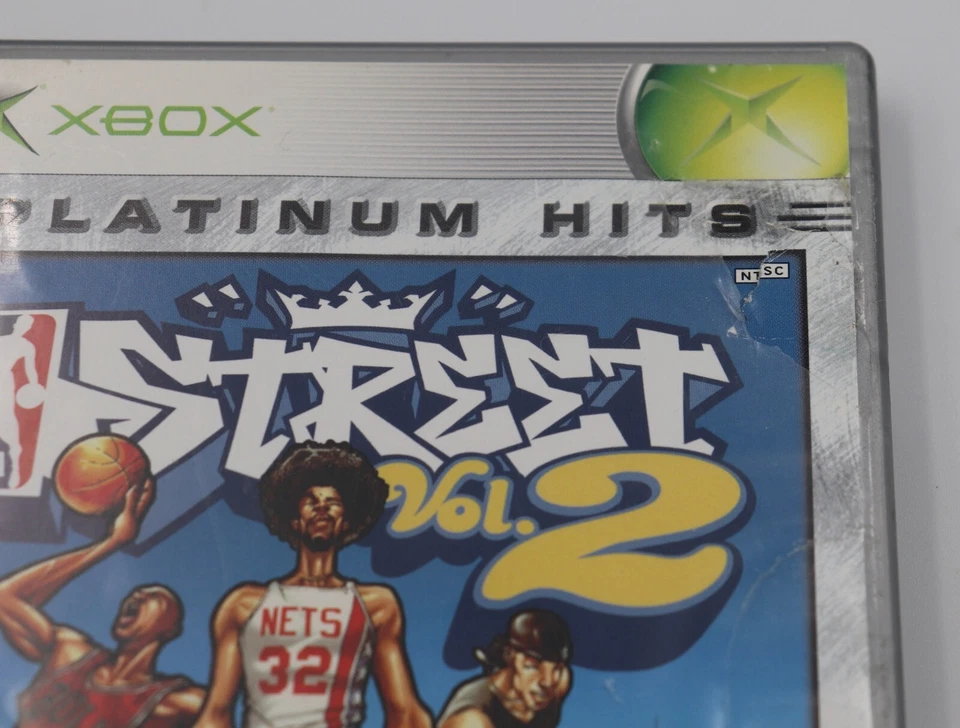 XBOX
PLATINUM HITS
NTSC
STREET
Vol. 2
NETS
32